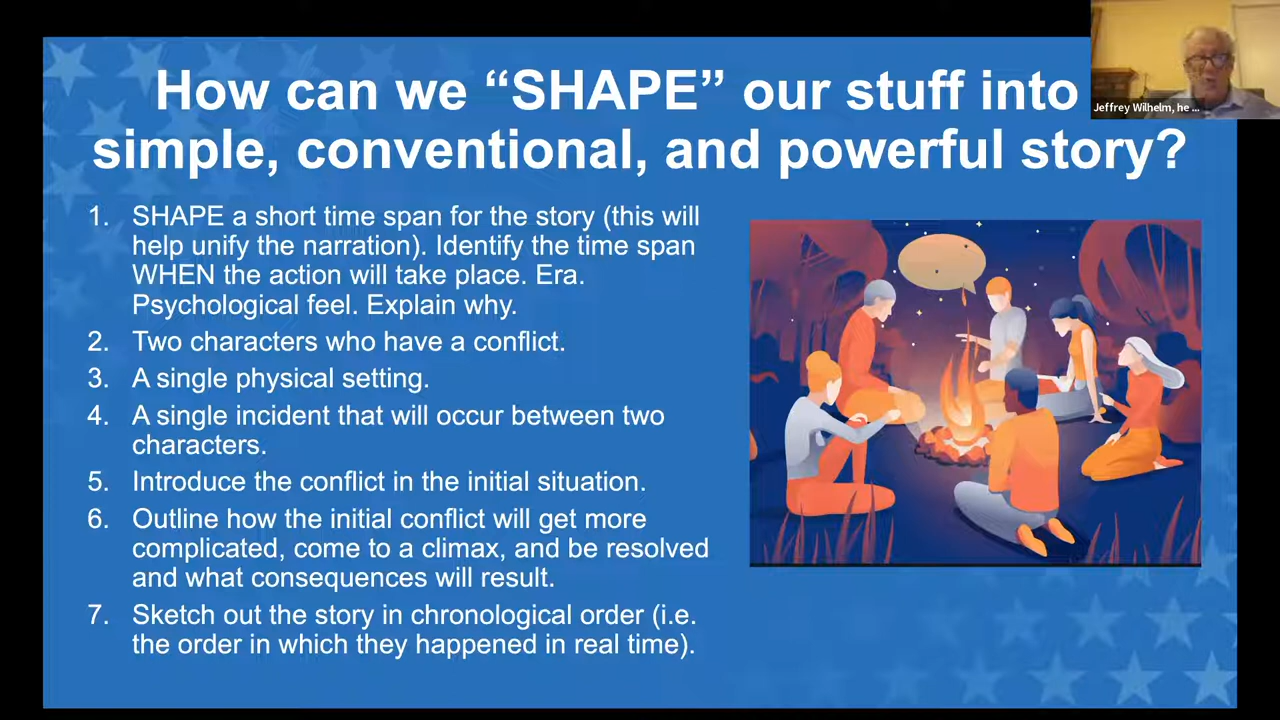 How can we “SHAPE” our stuff into
simple, conventional, and powerful story?
Jeffrey Wilhelm, he ...
1. SHAPE a short time span for the story (this will
help unify the narration). Identify the time span
WHEN the action will take place. Era.
Psychological feel. Explain why.
2. Two characters who have a conflict.
3. A single physical setting.
4. A single incident that will occur between two
characters.
5. Introduce the conflict in the initial situation.
6. Outline how the initial conflict will get more
complicated, come to a climax, and be resolved
and what consequences will result.
7. Sketch out the story in chronological order (i.e.
the order in which they happened in real time).